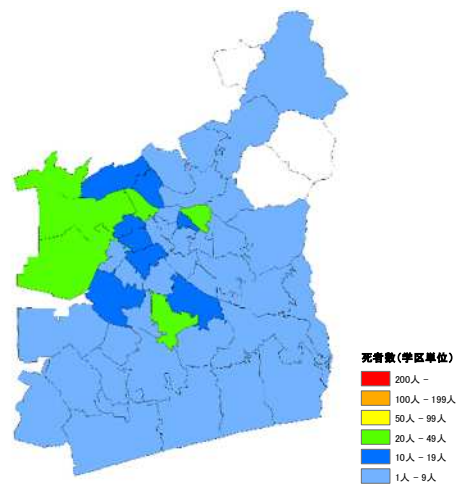 死者数(学区単位)
200人 -
100人 - 199人
50人 - 99人
20人 - 49人
10人 - 19人
1人 - 9人